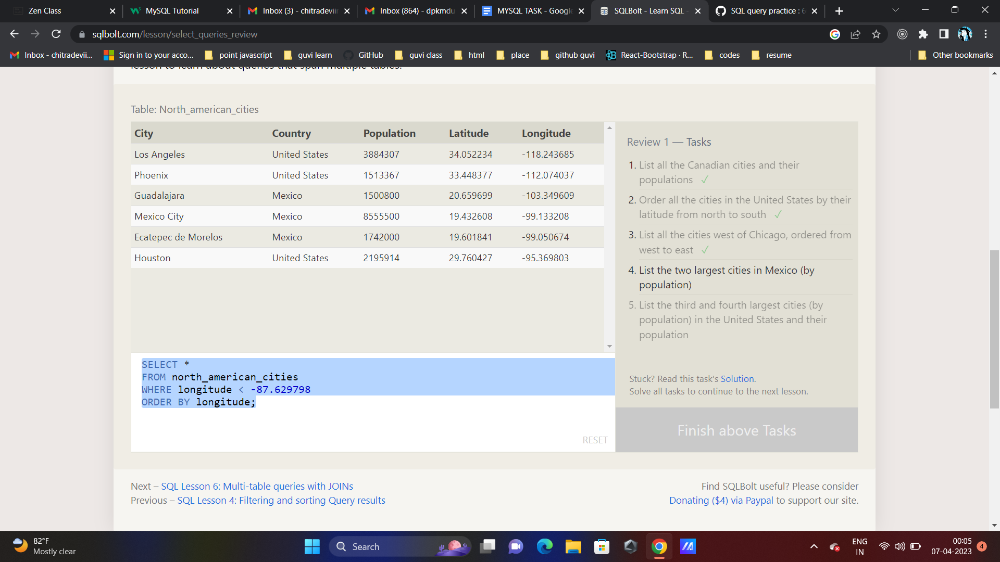 Zen Class
MySQL Tutorial
Inbox (3) - chitradeviin
Inbox (864) - dpkmdu
MYSQL TASK - Google
SQLBolt - Learn SQL -
SQL query practice : 6
sqlbolt.com/lesson/select_queries_review
Inbox - chitradevii...
Sign in to your acco...
point javascript
guvi learn
GitHub
guvi class
html
place
github guvi
React-Bootstrap · R...
codes
resume
Other bookmarks
lesson to learn about queries that span multiple tables.
Table: North_american_cities
City Country Population Latitude Longitude
Los Angeles United States 3884307 34.052234 -118.243685
Phoenix United States 1513367 33.448377 -112.074037
Guadalajara Mexico 1500800 20.659699 -103.349609
Mexico City Mexico 8555500 19.432608 -99.133208
Ecatepec de Morelos Mexico 1742000 19.601841 -99.050674
Houston United States 2195914 29.760427 -95.369803
SELECT *
FROM north_american_cities
WHERE longitude < -87.629798
ORDER BY longitude;
RESET
Review 1 — Tasks
1. List all the Canadian cities and their
populations ✓
2. Order all the cities in the United States by their
latitude from north to south ✓
3. List all the cities west of Chicago, ordered from
west to east ✓
4. List the two largest cities in Mexico (by
population)
5. List the third and fourth largest cities (by
population) in the United States and their
population
Stuck? Read this task's Solution.
Solve all tasks to continue to the next lesson.
Finish above Tasks
Next – SQL Lesson 6: Multi-table queries with JOINs
Previous – SQL Lesson 4: Filtering and sorting Query results
Find SQLBolt useful? Please consider
Donating ($4) via Paypal to support our site.
82°F
Mostly clear
Search
ENG
IN
00:05
07-04-2023
4